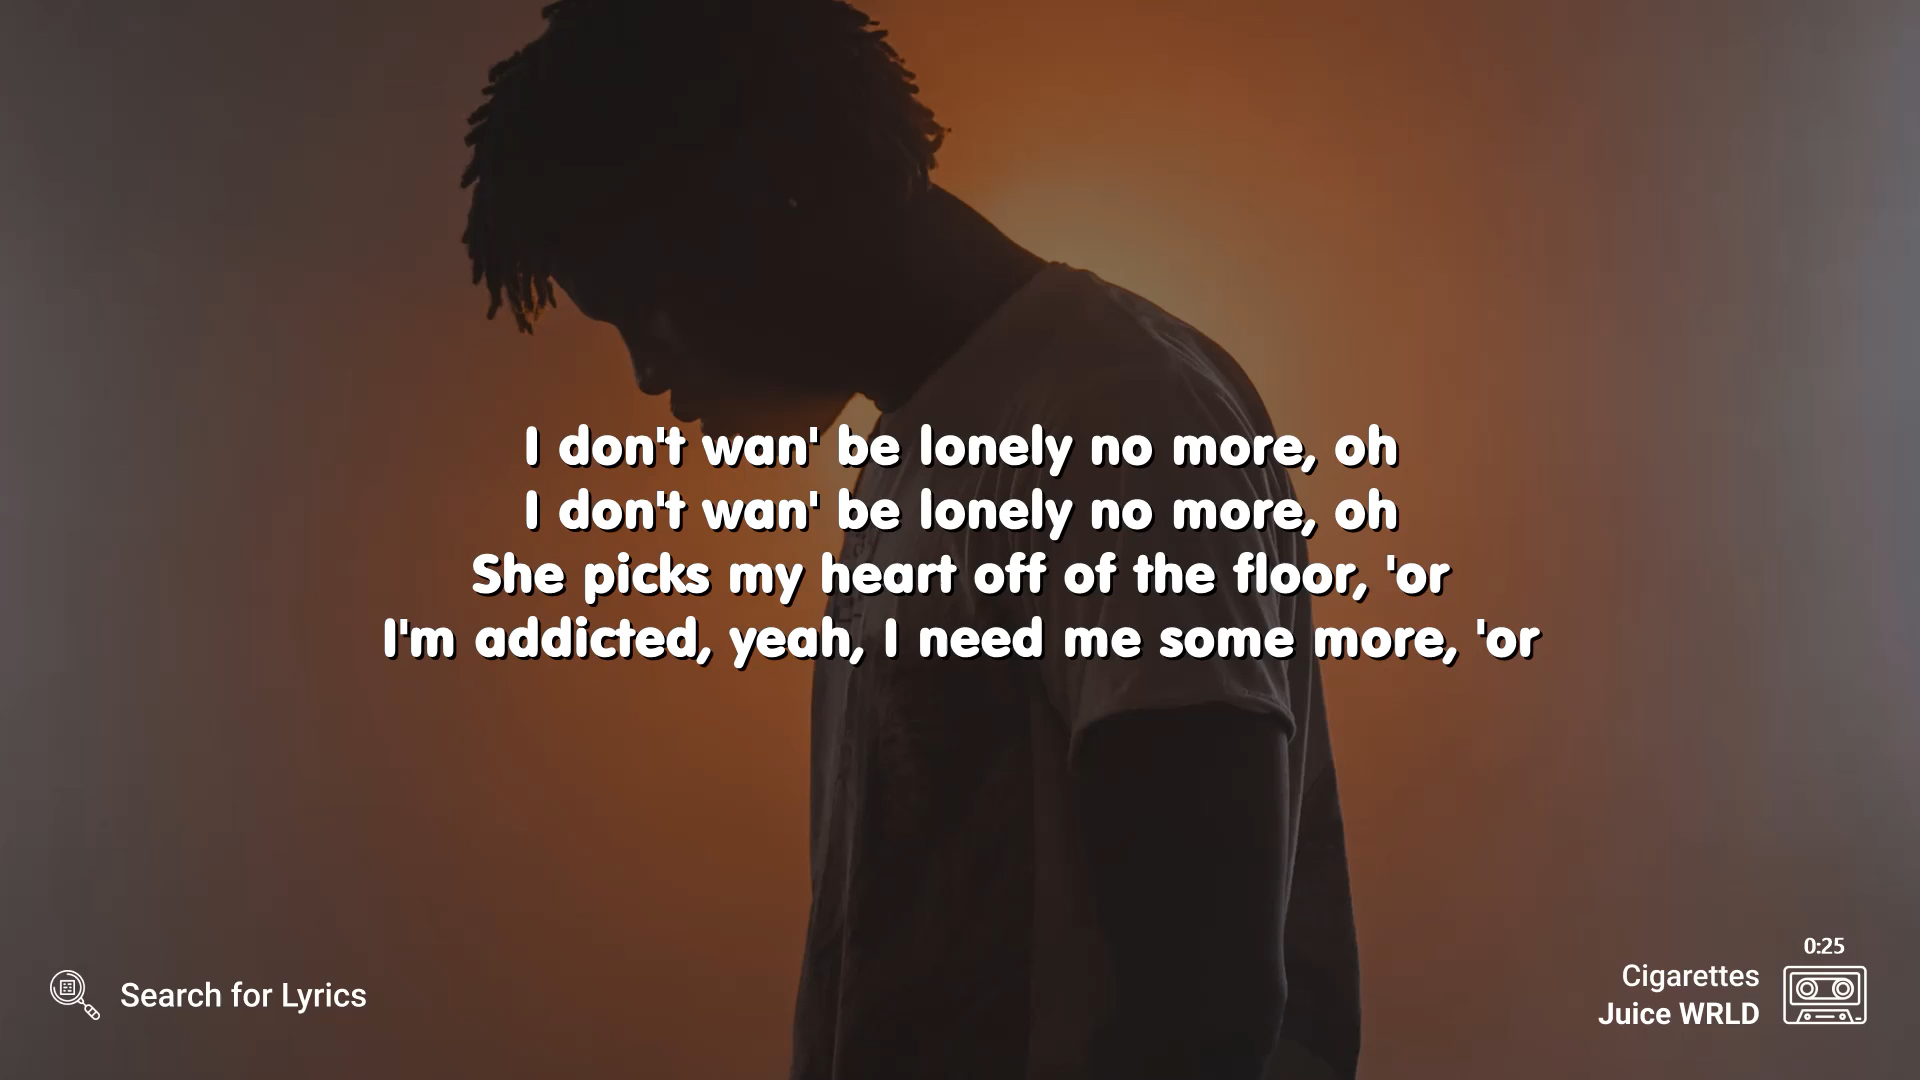 I don't wan' be lonely no more, oh
I don't wan' be lonely no more, oh
She picks my heart off of the floor, 'or
I'm addicted, yeah, I need me some more, 'or
0:25
Search for Lyrics
Cigarettes
Juice WRLD